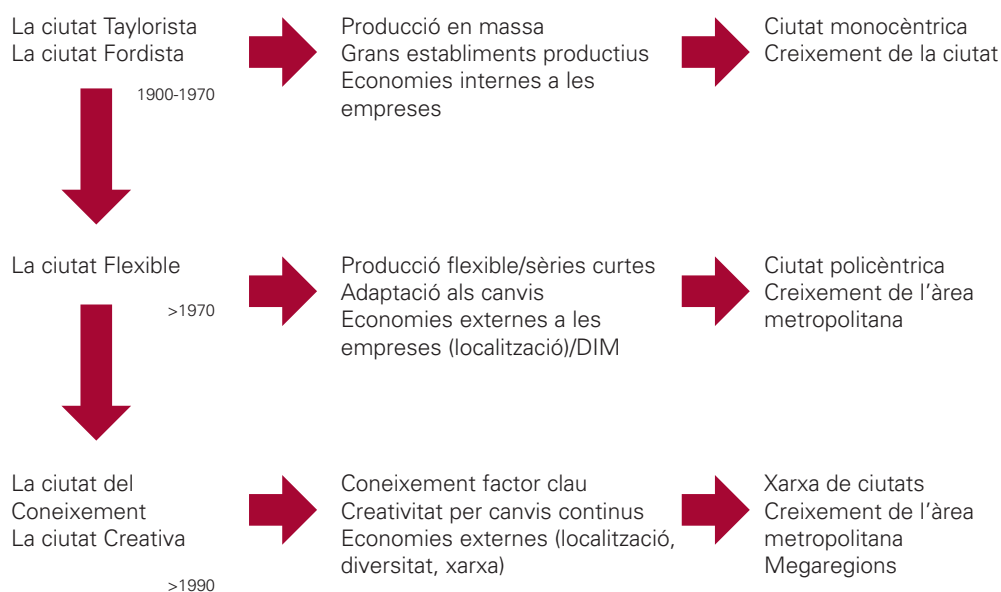 La ciutat Taylorista
La ciutat Fordista
1900-1970
Producció en massa
Grans establiments productius
Economies internes a les
empreses
Ciutat monocèntrica
Creixement de la ciutat
La ciutat Flexible
>1970
Producció flexible/sèries curtes
Adaptació als canvis
Economies externes a les
empreses (localització)/DIM
Ciutat policèntrica
Creixement de l’àrea
metropolitana
La ciutat del
Coneixement
La ciutat Creativa
>1990
Coneixement factor clau
Creativitat per canvis continus
Economies externes (localització,
diversitat, xarxa)
Xarxa de ciutats
Creixement de l’àrea
metropolitana
Megaregions